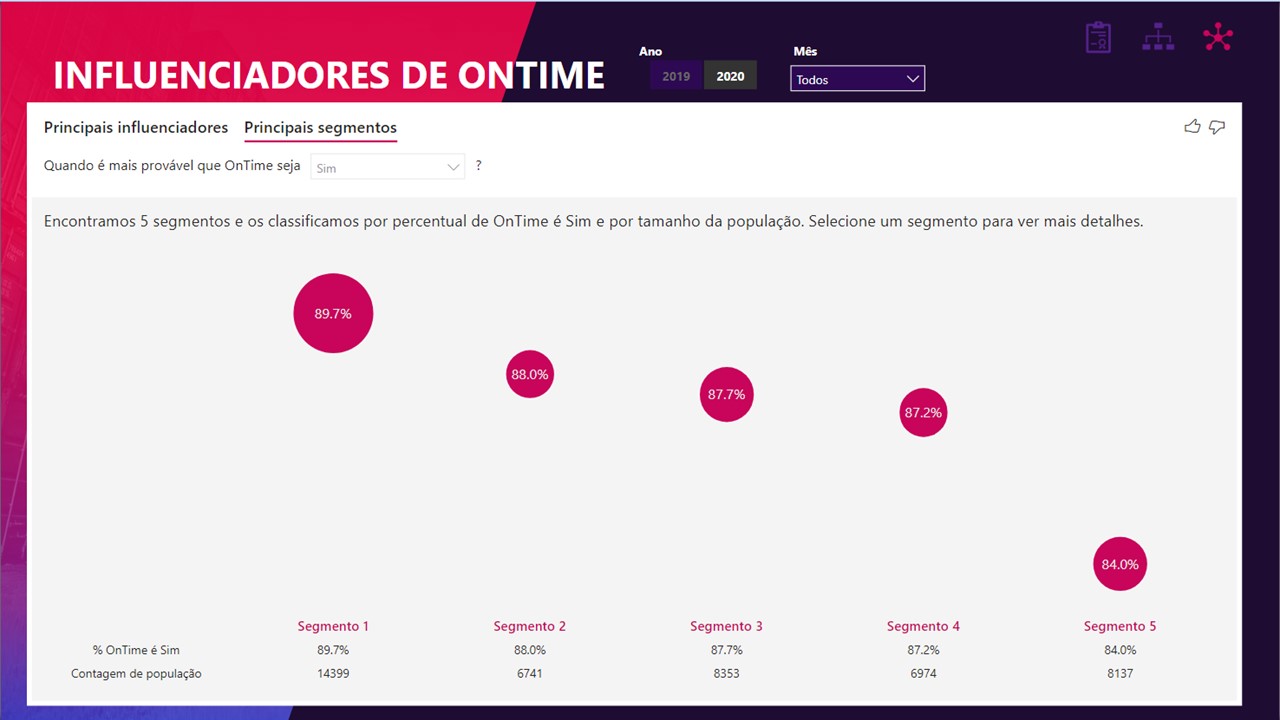 INFLUENCIADORES DE ONTIME
Ano
2019 2020
Mês
Todos
Principais influenciadores Principais segmentos
Quando é mais provável que OnTime seja Sim ?
Encontramos 5 segmentos e os classificamos por percentual de OnTime é Sim e por tamanho da população. Selecione um segmento para ver mais detalhes.
89.7%
88.0%
87.7%
87.2%
84.0%
Segmento 1 Segmento 2 Segmento 3 Segmento 4 Segmento 5
% OnTime é Sim 89.7% 88.0% 87.7% 87.2% 84.0%
Contagem de população 14399 6741 8353 6974 8137